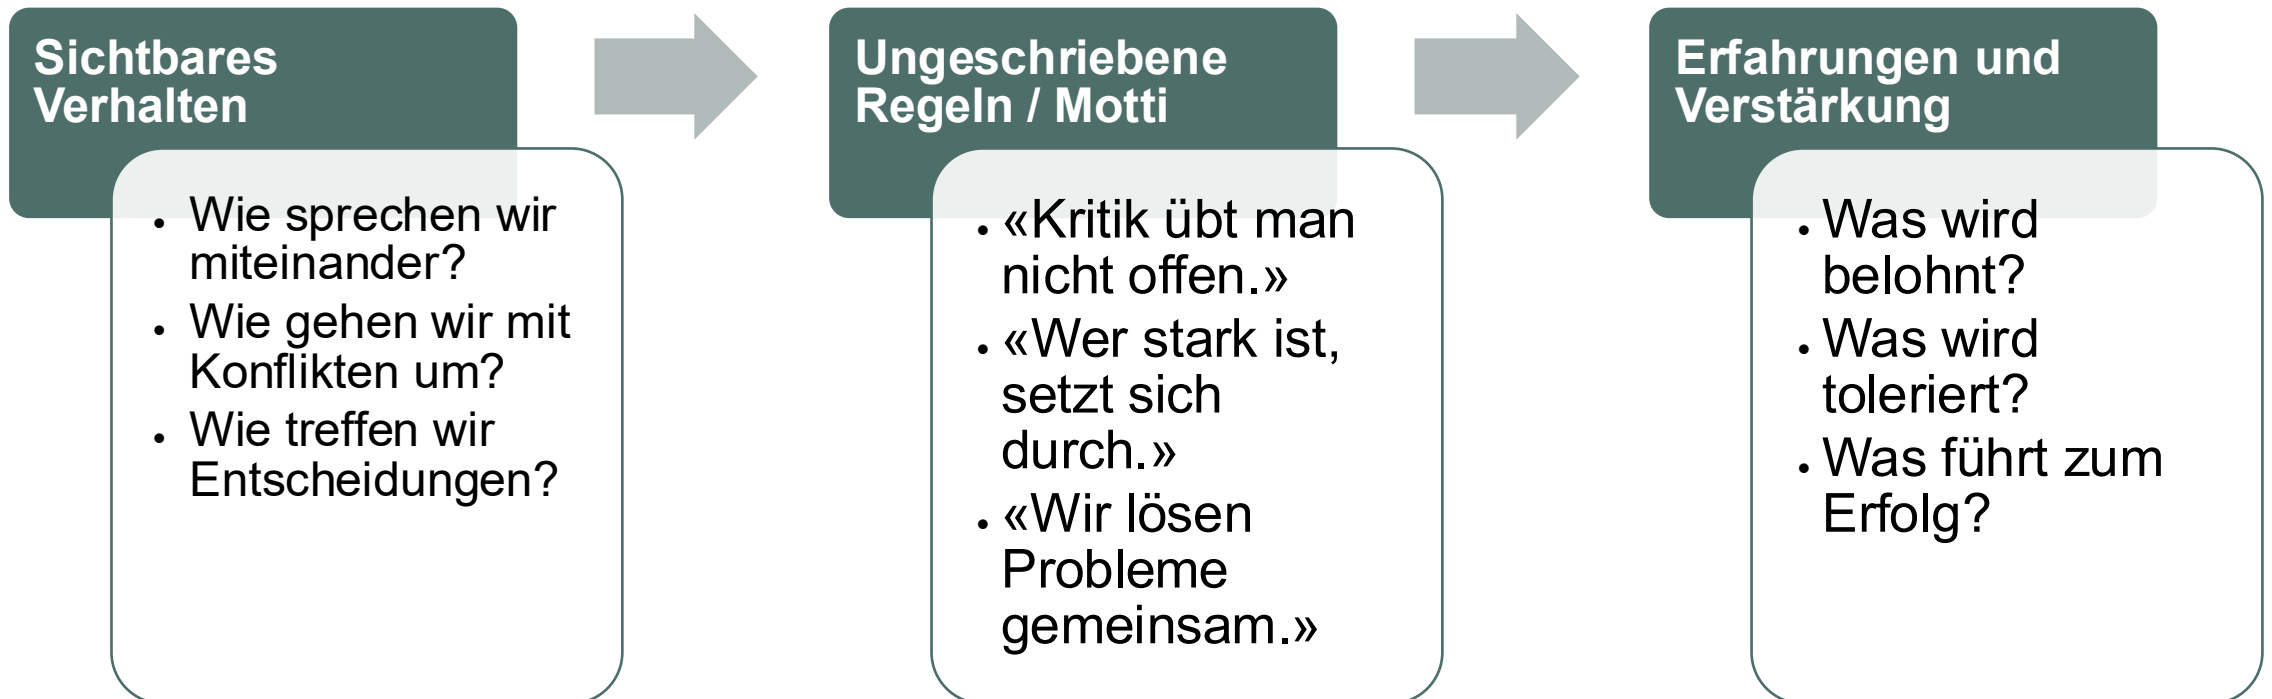 Sichtbares
Verhalten
• Wie sprechen wir
miteinander?
• Wie gehen wir mit
Konflikten um?
• Wie treffen wir
Entscheidungen?
Ungeschriebene
Regeln / Motti
• «Kritik übt man
nicht offen.»
• «Wer stark ist,
setzt sich
durch.»
• «Wir lösen
Probleme
gemeinsam.»
Erfahrungen und
Verstärkung
• Was wird
belohnt?
• Was wird
toleriert?
• Was führt zum
Erfolg?